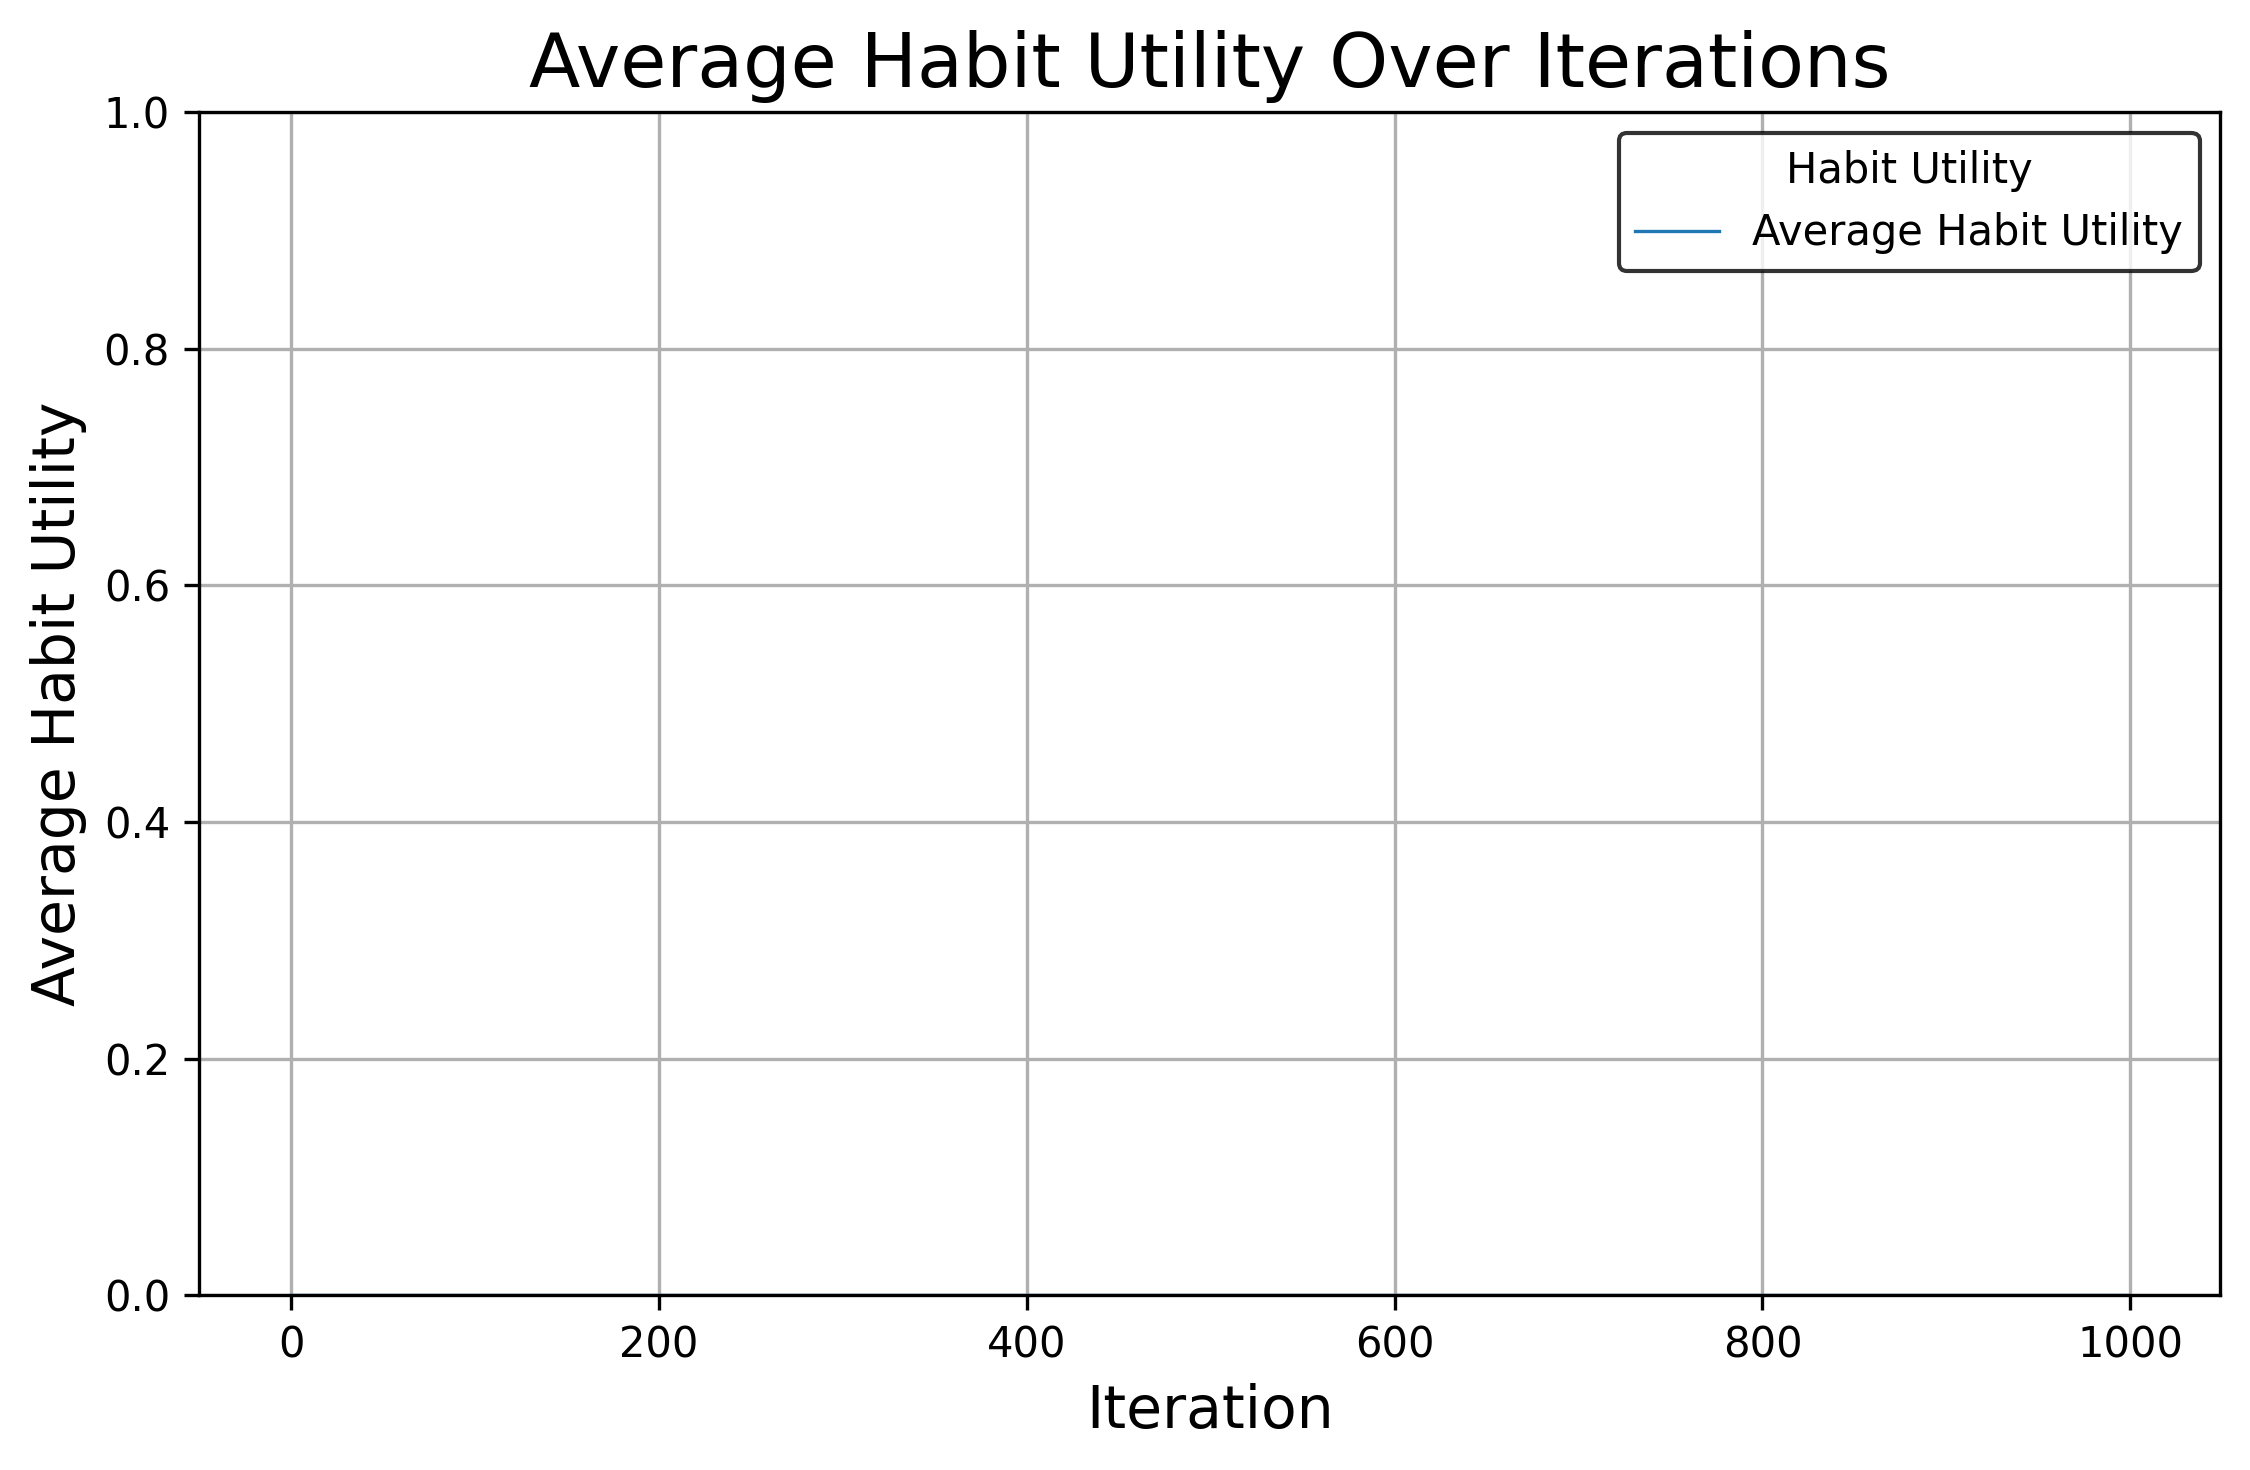 Average Habit Utility Over Iterations
Habit Utility
Average Habit Utility
Average Habit Utility
1.0
0.8
0.6
0.4
0.2
0.0
0 200 400 600 800 1000
Iteration